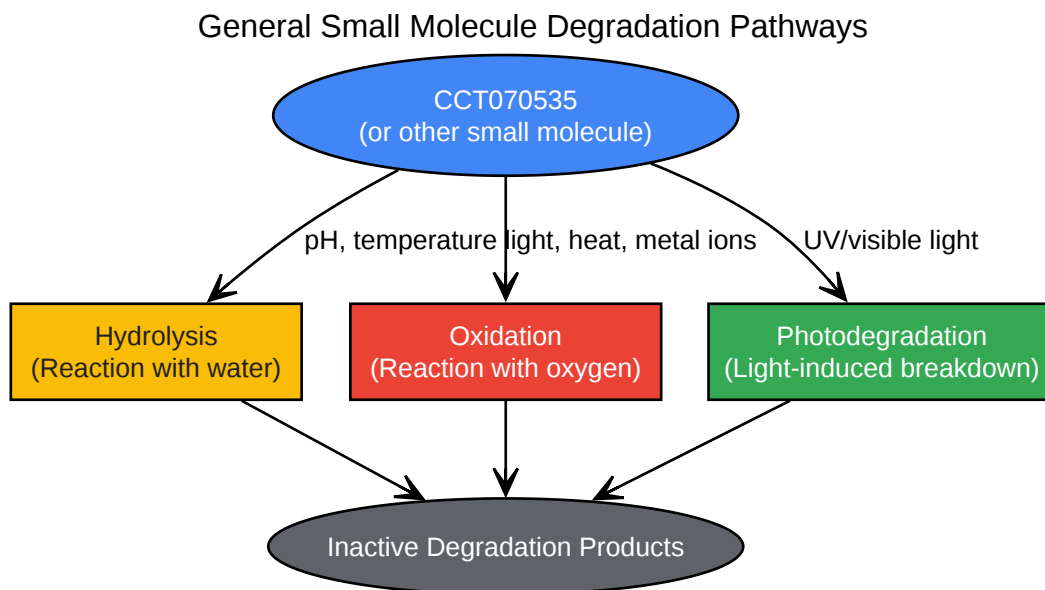 General Small Molecule Degradation Pathways
CCT070535
(or other small molecule)
pH, temperature
light, heat, metal ions
UV/visible light
Hydrolysis
(Reaction with water)
Oxidation
(Reaction with oxygen)
Photodegradation
(Light-induced breakdown)
Inactive Degradation Products